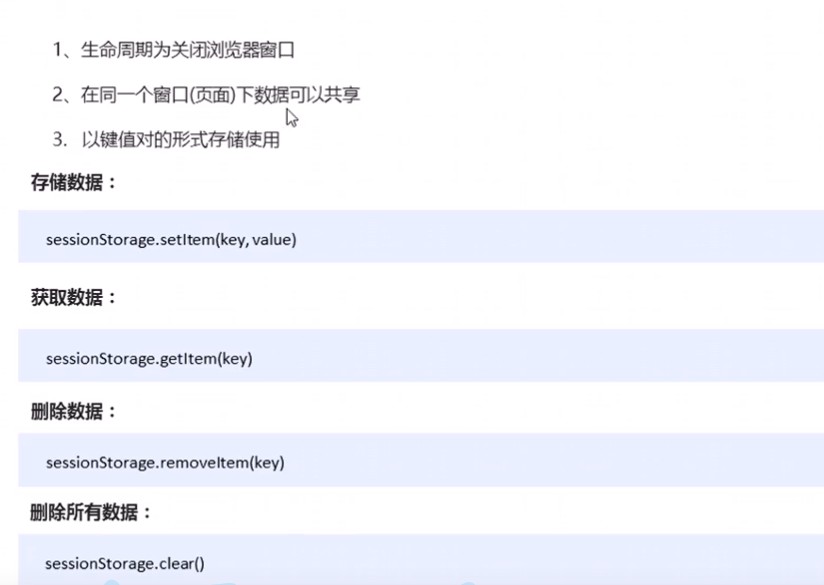 1、生命周期为关闭浏览器窗口
2、在同一个窗口(页面)下数据可以共享
3. 以键值对的形式存储使用
存储数据：
sessionStorage.setItem(key, value)
获取数据：
sessionStorage.getItem(key)
删除数据：
sessionStorage.removeItem(key)
删除所有数据：
sessionStorage.clear()